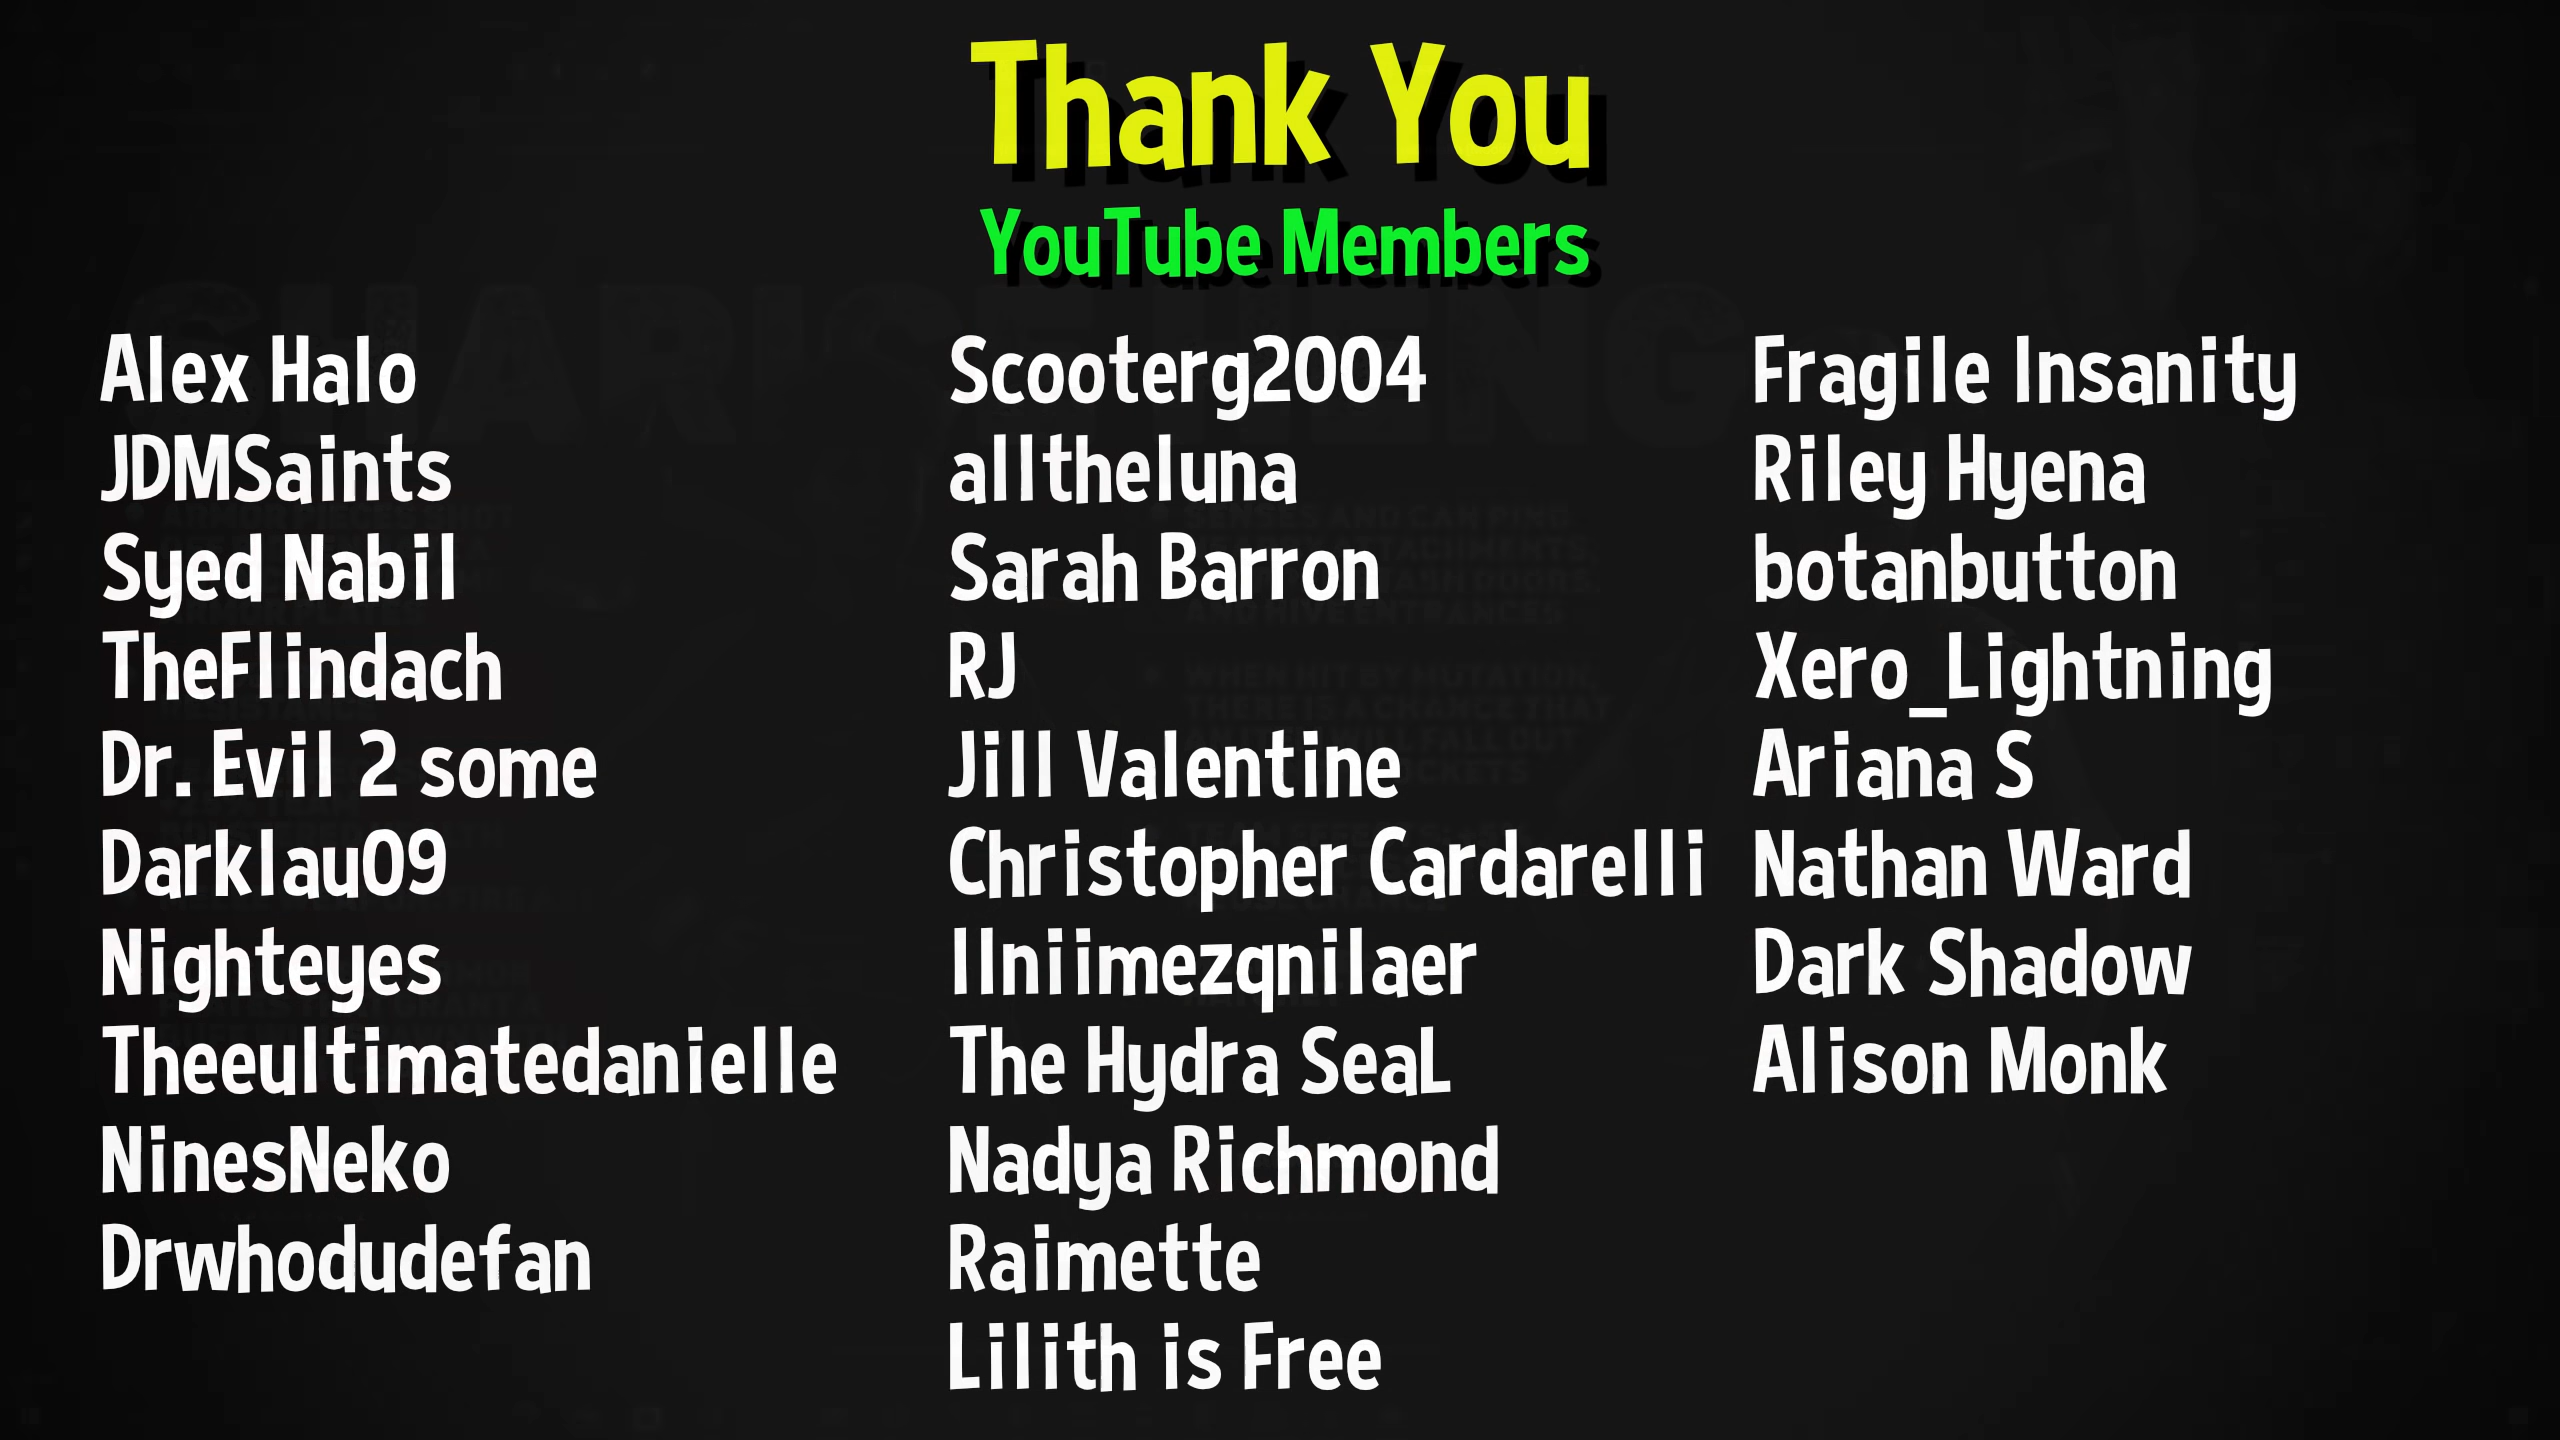 Thank You
YouTube Members
Alex Halo
JDMSaints
Syed Nabil
TheFlindach
Dr. Evil 2 some
Darklau09
Nighteyes
Theeultimatedanielle
NinesNeko
Drwhodudefan
Scooterg2004
alltheluna
Sarah Barron
RJ
Jill Valentine
Christopher Cardarelli
Ilniimezqnilaer
The Hydra SeaL
Nadya Richmond
Raimette
Lilith is Free
Fragile Insanity
Riley Hyena
botanbutton
Xero_Lightning
Ariana S
Nathan Ward
Dark Shadow
Alison Monk